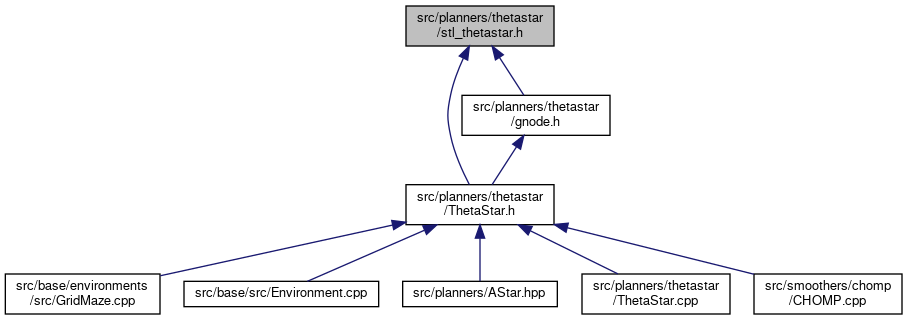 src/planners/thetastar
/stl_thetastar.h
src/planners/thetastar
/gnode.h
src/planners/thetastar
/ThetaStar.h
src/base/environments
/src/GridMaze.cpp
src/base/src/Environment.cpp
src/planners/AStar.hpp
src/planners/thetastar
/ThetaStar.cpp
src/smoothers/chomp
/CHOMP.cpp